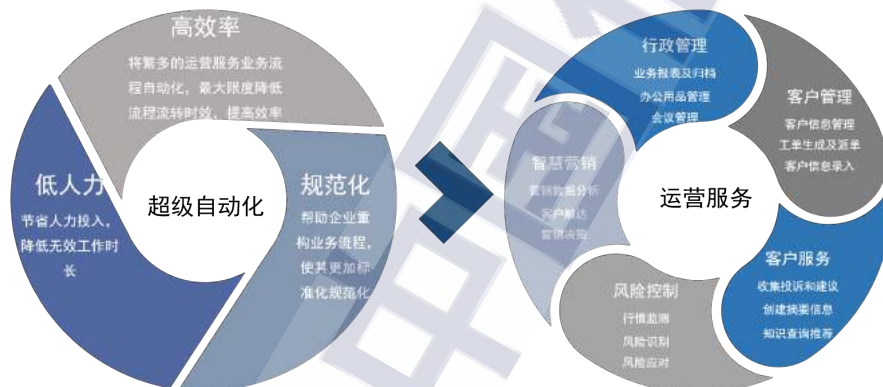 高效率
将繁多的运营服务业务流
程自动化，最大限度降低
流程流转时效，提高效率
低人力
节省人力投入，
降低无效工作时
长
超级自动化
规范化
帮助企业重
构业务流程，
使其更加标
准化规范化
行政管理
业务报表及归档
办公用品管理
会议管理
客户管理
客户信息管理
工单生成及派单
客户信息录入
智慧营销
营销数据分析
客户触达
营销决策
运营服务
客户服务
收集投诉和建议
创建摘要信息
知识查询推荐
风险控制
行情监测
风险识别
风险应对